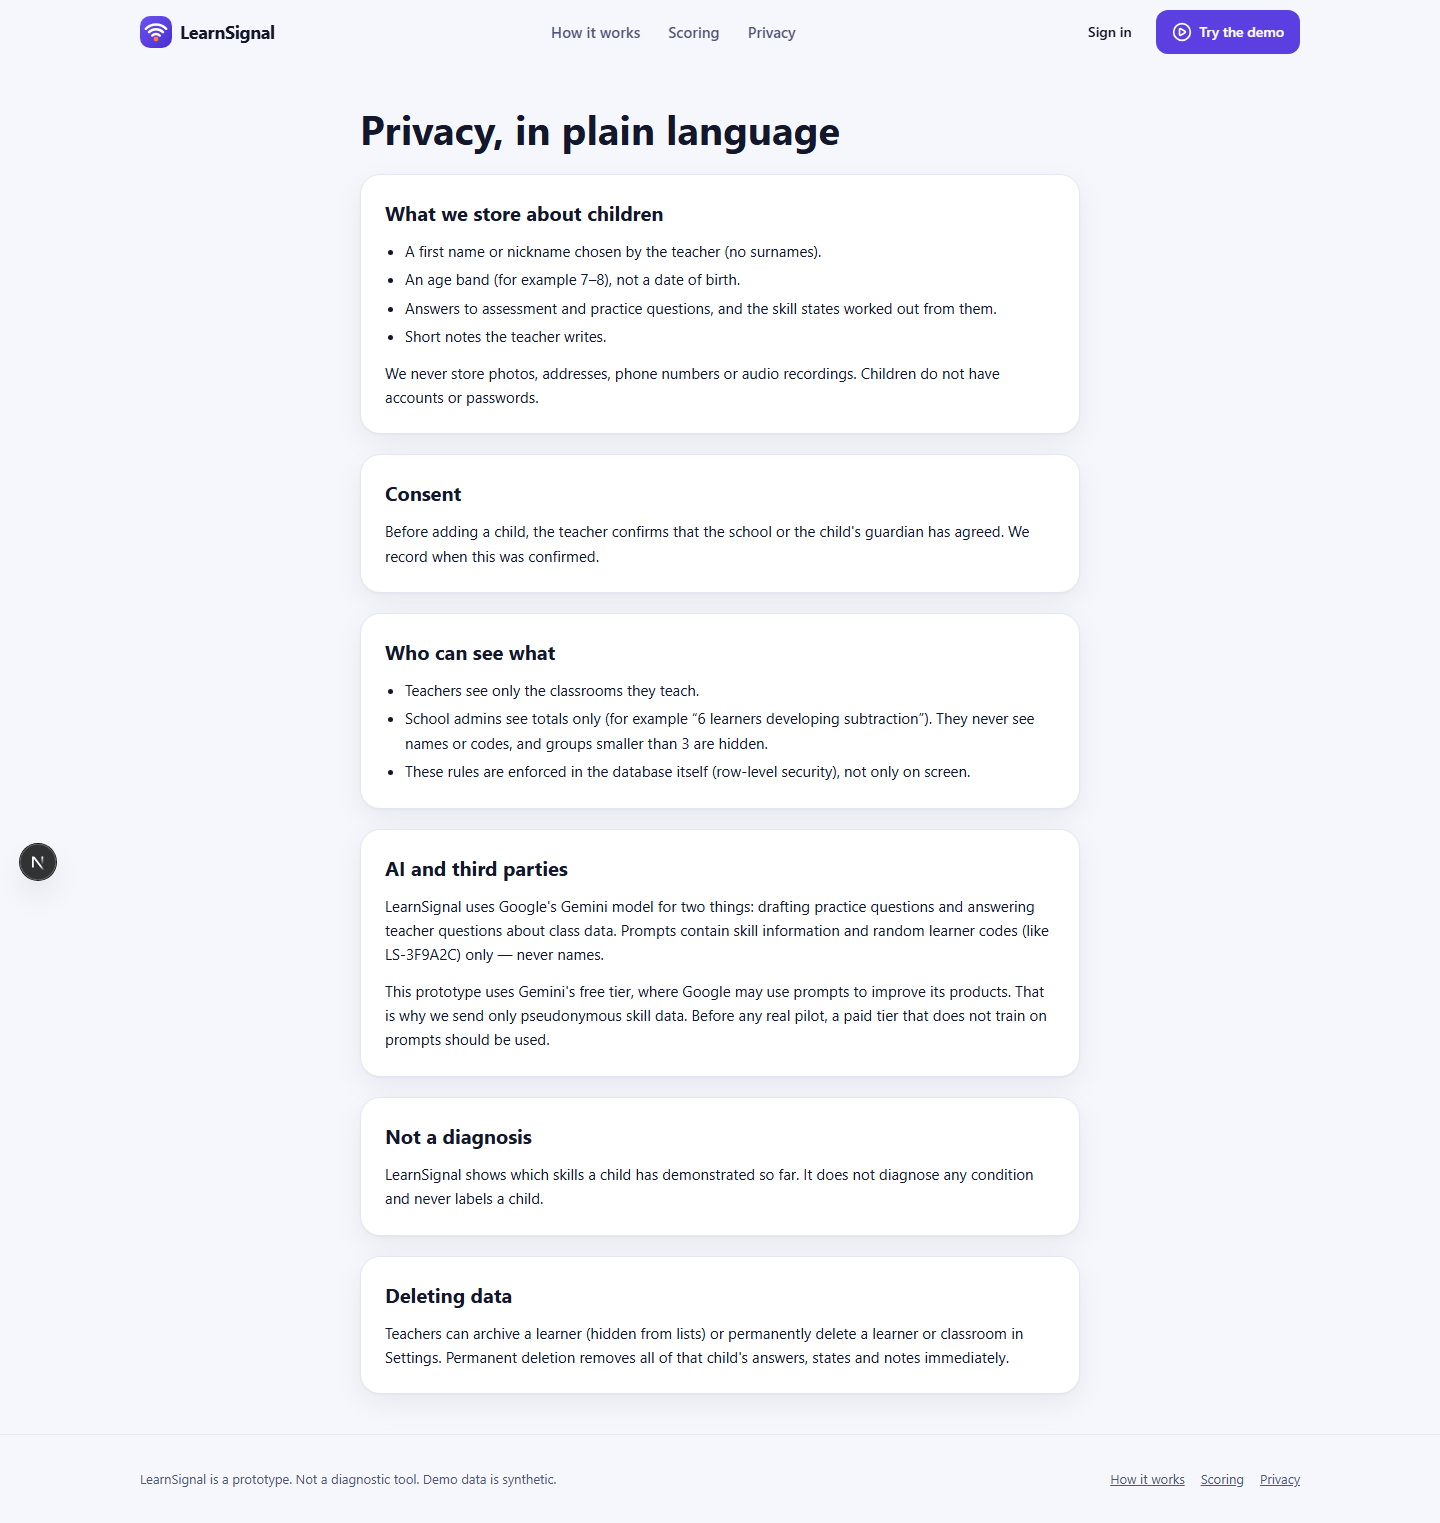 LearnSignal
How it works
Scoring
Privacy
Sign in
Try the demo
Privacy, in plain language
What we store about children
• A first name or nickname chosen by the teacher (no surnames).
• An age band (for example 7–8), not a date of birth.
• Answers to assessment and practice questions, and the skill states worked out from them.
• Short notes the teacher writes.
We never store photos, addresses, phone numbers or audio recordings. Children do not have
accounts or passwords.
Consent
Before adding a child, the teacher confirms that the school or the child's guardian has agreed. We
record when this was confirmed.
Who can see what
• Teachers see only the classrooms they teach.
• School admins see totals only (for example “6 learners developing subtraction”). They never see
names or codes, and groups smaller than 3 are hidden.
• These rules are enforced in the database itself (row-level security), not only on screen.
N
AI and third parties
LearnSignal uses Google's Gemini model for two things: drafting practice questions and answering
teacher questions about class data. Prompts contain skill information and random learner codes (like
LS-3F9A2C) only — never names.
This prototype uses Gemini's free tier, where Google may use prompts to improve its products. That
is why we send only pseudonymous skill data. Before any real pilot, a paid tier that does not train on
prompts should be used.
Not a diagnosis
LearnSignal shows which skills a child has demonstrated so far. It does not diagnose any condition
and never labels a child.
Deleting data
Teachers can archive a learner (hidden from lists) or permanently delete a learner or classroom in
Settings. Permanent deletion removes all of that child's answers, states and notes immediately.
LearnSignal is a prototype. Not a diagnostic tool. Demo data is synthetic.
How it works
Scoring
Privacy